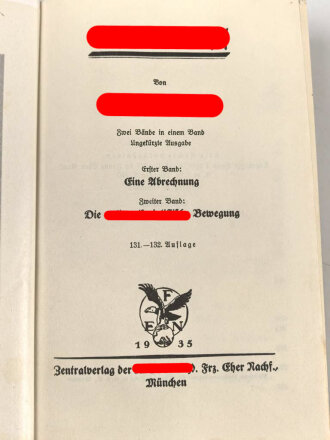 Von
Zwei Bände in einem Band
Ungekürzte Ausgabe
Erster Band:
Eine Abrechnung
Zweiter Band:
Die Bewegung
131.—132. Auflage
F
E N
1935
Zentralverlag der D. Frz. Eher Nachf.,
München